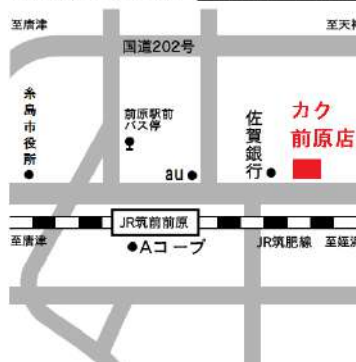 至唐津
至天神
国道202号
糸島市役所
前原駅前
バス停
佐賀銀行
カク
前原店
au
JR筑前前原
至唐津
Aコープ
JR筑肥線
至姪浜